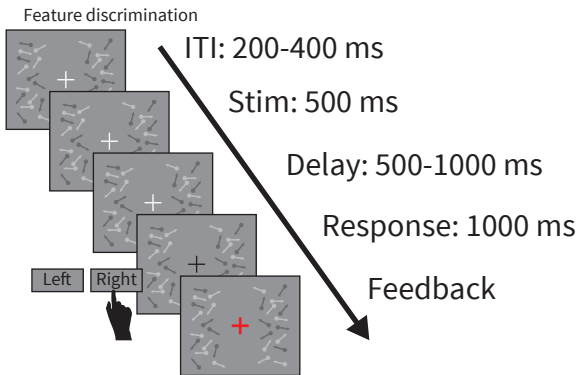 Feature discrimination
ITI: 200-400 ms
Stim: 500 ms
Delay: 500-1000 ms
Response: 1000 ms
Left
Right
Feedback